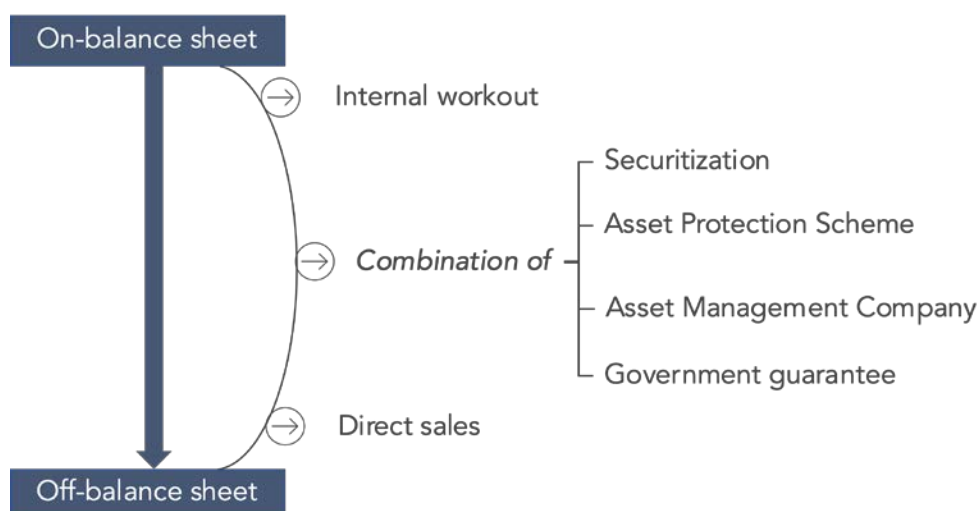 On-balance sheet
Internal workout
Securitization
Asset Protection Scheme
Combination of
Asset Management Company
Government guarantee
Direct sales
Off-balance sheet